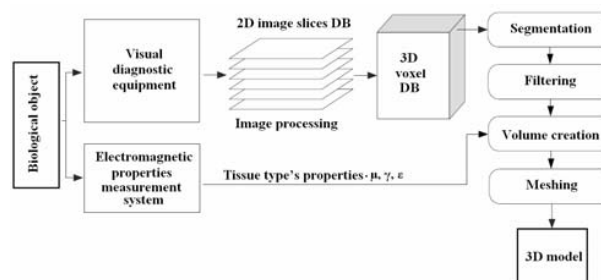 2D image slices DB
Segmentation
Visual
diagnostic
equipment
3D
voxel
DB
Filtering
Biological object
Image processing
Volume creation
Electromagnetic
properties
measurement
system
Tissue type's properties - μ, γ, ε
Meshing
3D model